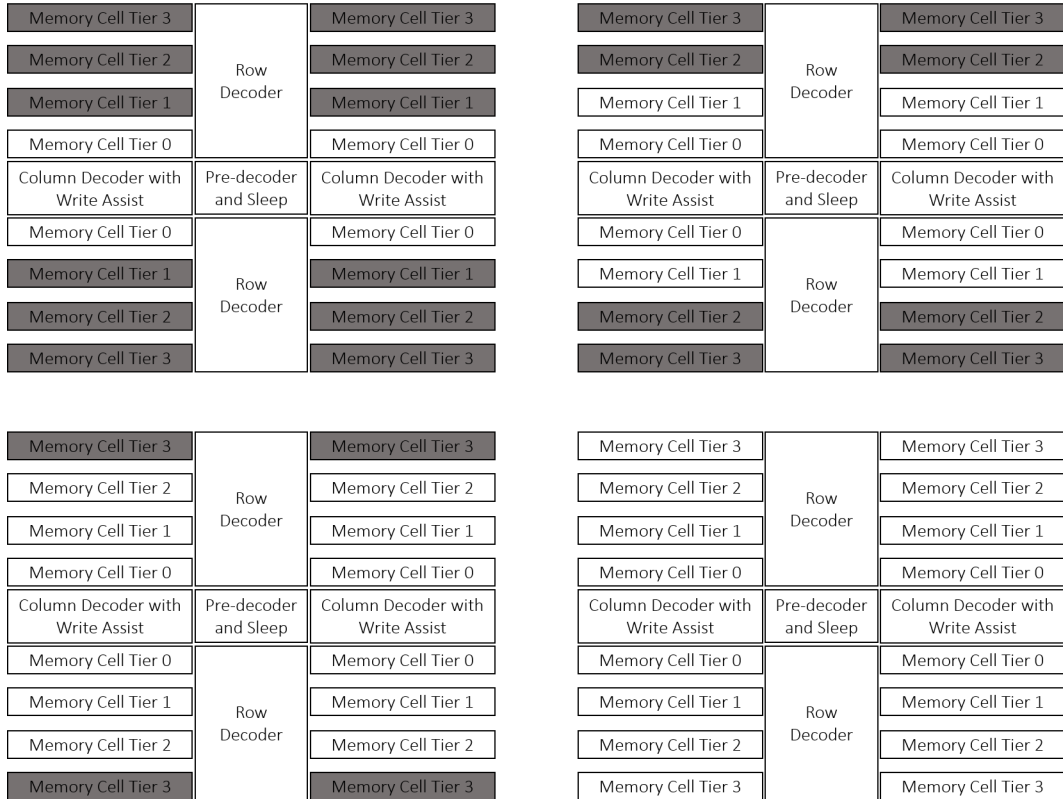 Memory Cell Tier 3
Memory Cell Tier 2
Memory Cell Tier 1
Memory Cell Tier 0
Row
Decoder
Memory Cell Tier 3
Memory Cell Tier 2
Memory Cell Tier 1
Memory Cell Tier 0
Column Decoder with
Write Assist
Pre-decoder
and Sleep
Column Decoder with
Write Assist
Memory Cell Tier 0
Memory Cell Tier 1
Memory Cell Tier 2
Memory Cell Tier 3
Row
Decoder
Memory Cell Tier 0
Memory Cell Tier 1
Memory Cell Tier 2
Memory Cell Tier 3
Memory Cell Tier 3
Memory Cell Tier 2
Memory Cell Tier 1
Memory Cell Tier 0
Row
Decoder
Memory Cell Tier 3
Memory Cell Tier 2
Memory Cell Tier 1
Memory Cell Tier 0
Column Decoder with
Write Assist
Pre-decoder
and Sleep
Column Decoder with
Write Assist
Memory Cell Tier 0
Memory Cell Tier 1
Memory Cell Tier 2
Memory Cell Tier 3
Row
Decoder
Memory Cell Tier 0
Memory Cell Tier 1
Memory Cell Tier 2
Memory Cell Tier 3
Memory Cell Tier 3
Memory Cell Tier 2
Memory Cell Tier 1
Memory Cell Tier 0
Row
Decoder
Memory Cell Tier 3
Memory Cell Tier 2
Memory Cell Tier 1
Memory Cell Tier 0
Column Decoder with
Write Assist
Pre-decoder
and Sleep
Column Decoder with
Write Assist
Memory Cell Tier 0
Memory Cell Tier 1
Memory Cell Tier 2
Memory Cell Tier 3
Row
Decoder
Memory Cell Tier 0
Memory Cell Tier 1
Memory Cell Tier 2
Memory Cell Tier 3
Memory Cell Tier 3
Memory Cell Tier 2
Memory Cell Tier 1
Memory Cell Tier 0
Row
Decoder
Memory Cell Tier 3
Memory Cell Tier 2
Memory Cell Tier 1
Memory Cell Tier 0
Column Decoder with
Write Assist
Pre-decoder
and Sleep
Column Decoder with
Write Assist
Memory Cell Tier 0
Memory Cell Tier 1
Memory Cell Tier 2
Memory Cell Tier 3
Row
Decoder
Memory Cell Tier 0
Memory Cell Tier 1
Memory Cell Tier 2
Memory Cell Tier 3